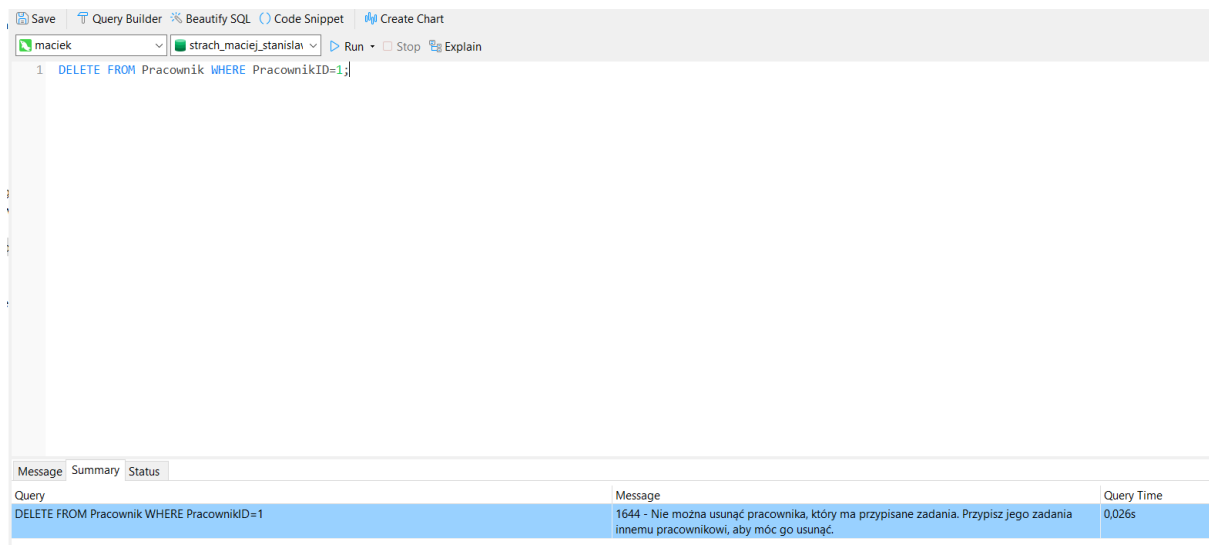 Save Query Builder Beautify SQL () Code Snippet Create Chart
maciek strach_maciej_stanisla Run Stop Explain
1 DELETE FROM Pracownik WHERE PracownikID=1;
Message Summary Status
Query Message Query Time
DELETE FROM Pracownik WHERE PracownikID=1 1644 - Nie można usunąć pracownika, który ma przypisane zadania. Przypisz jego zadania 0,026s
innemu pracownikowi, aby móc go usunąć.